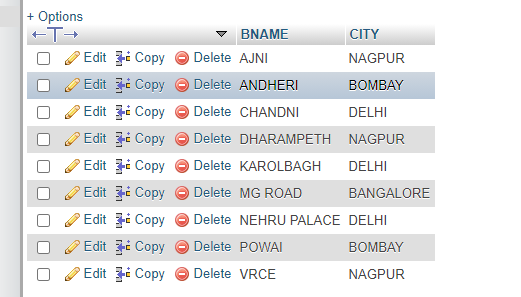 + Options
BNAME CITY
Edit Copy Delete AJNI NAGPUR
Edit Copy Delete ANDHERI BOMBAY
Edit Copy Delete CHANDNI DELHI
Edit Copy Delete DHARAMPETH NAGPUR
Edit Copy Delete KAROLBAGH DELHI
Edit Copy Delete MG ROAD BANGALORE
Edit Copy Delete NEHRU PALACE DELHI
Edit Copy Delete POWAI BOMBAY
Edit Copy Delete VRCE NAGPUR